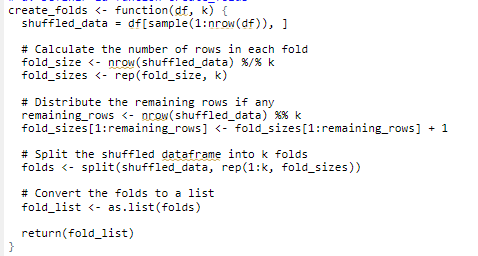 create_folds <- function(df, k) {
  shuffled_data = df[sample(1:nrow(df)), ]
  # Calculate the number of rows in each fold
  fold_size <- nrow(shuffled_data) %/% k
  fold_sizes <- rep(fold_size, k)
  # Distribute the remaining rows if any
  remaining_rows <- nrow(shuffled_data) %% k
  fold_sizes[1:remaining_rows] <- fold_sizes[1:remaining_rows] + 1
  # Split the shuffled dataframe into k folds
  folds <- split(shuffled_data, rep(1:k, fold_sizes))
  # Convert the folds to a list
  fold_list <- as.list(folds)
  return(fold_list)
}